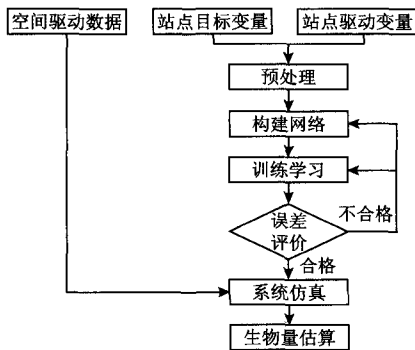 空间驱动数据
站点目标变量
站点驱动变量
预处理
构建网络
训练学习
误差
评价
不合格
合格
系统仿真
生物量估算